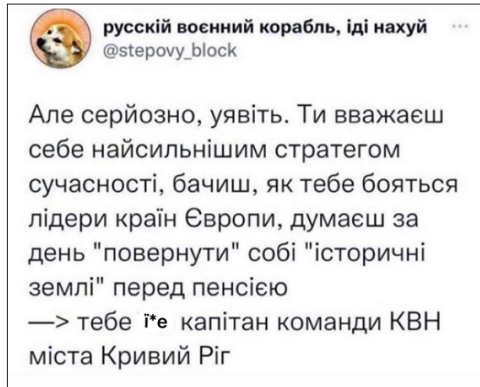 русскій воєнний корабль, іді нахуй
@stepovy_block
Але серйозно, уявіть. Ти вважаєш
себе найсильнішим стратегом
сучасності, бачиш, як тебе бояться
лідери країн Європи, думаєш за
день "повернути" собі "історичні
землі" перед пенсією
—> тебе ї*е капітан команди КВН
міста Кривий Ріг